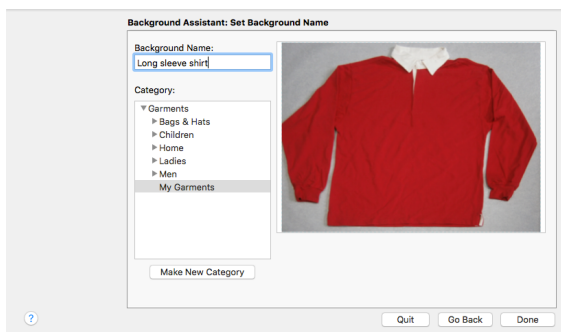 Background Assistant: Set Background Name
Background Name:
Long sleeve shirt
Category:
Garments
Bags & Hats
Children
Home
Ladies
Men
My Garments
Make New Category
?
Quit
Go Back
Done